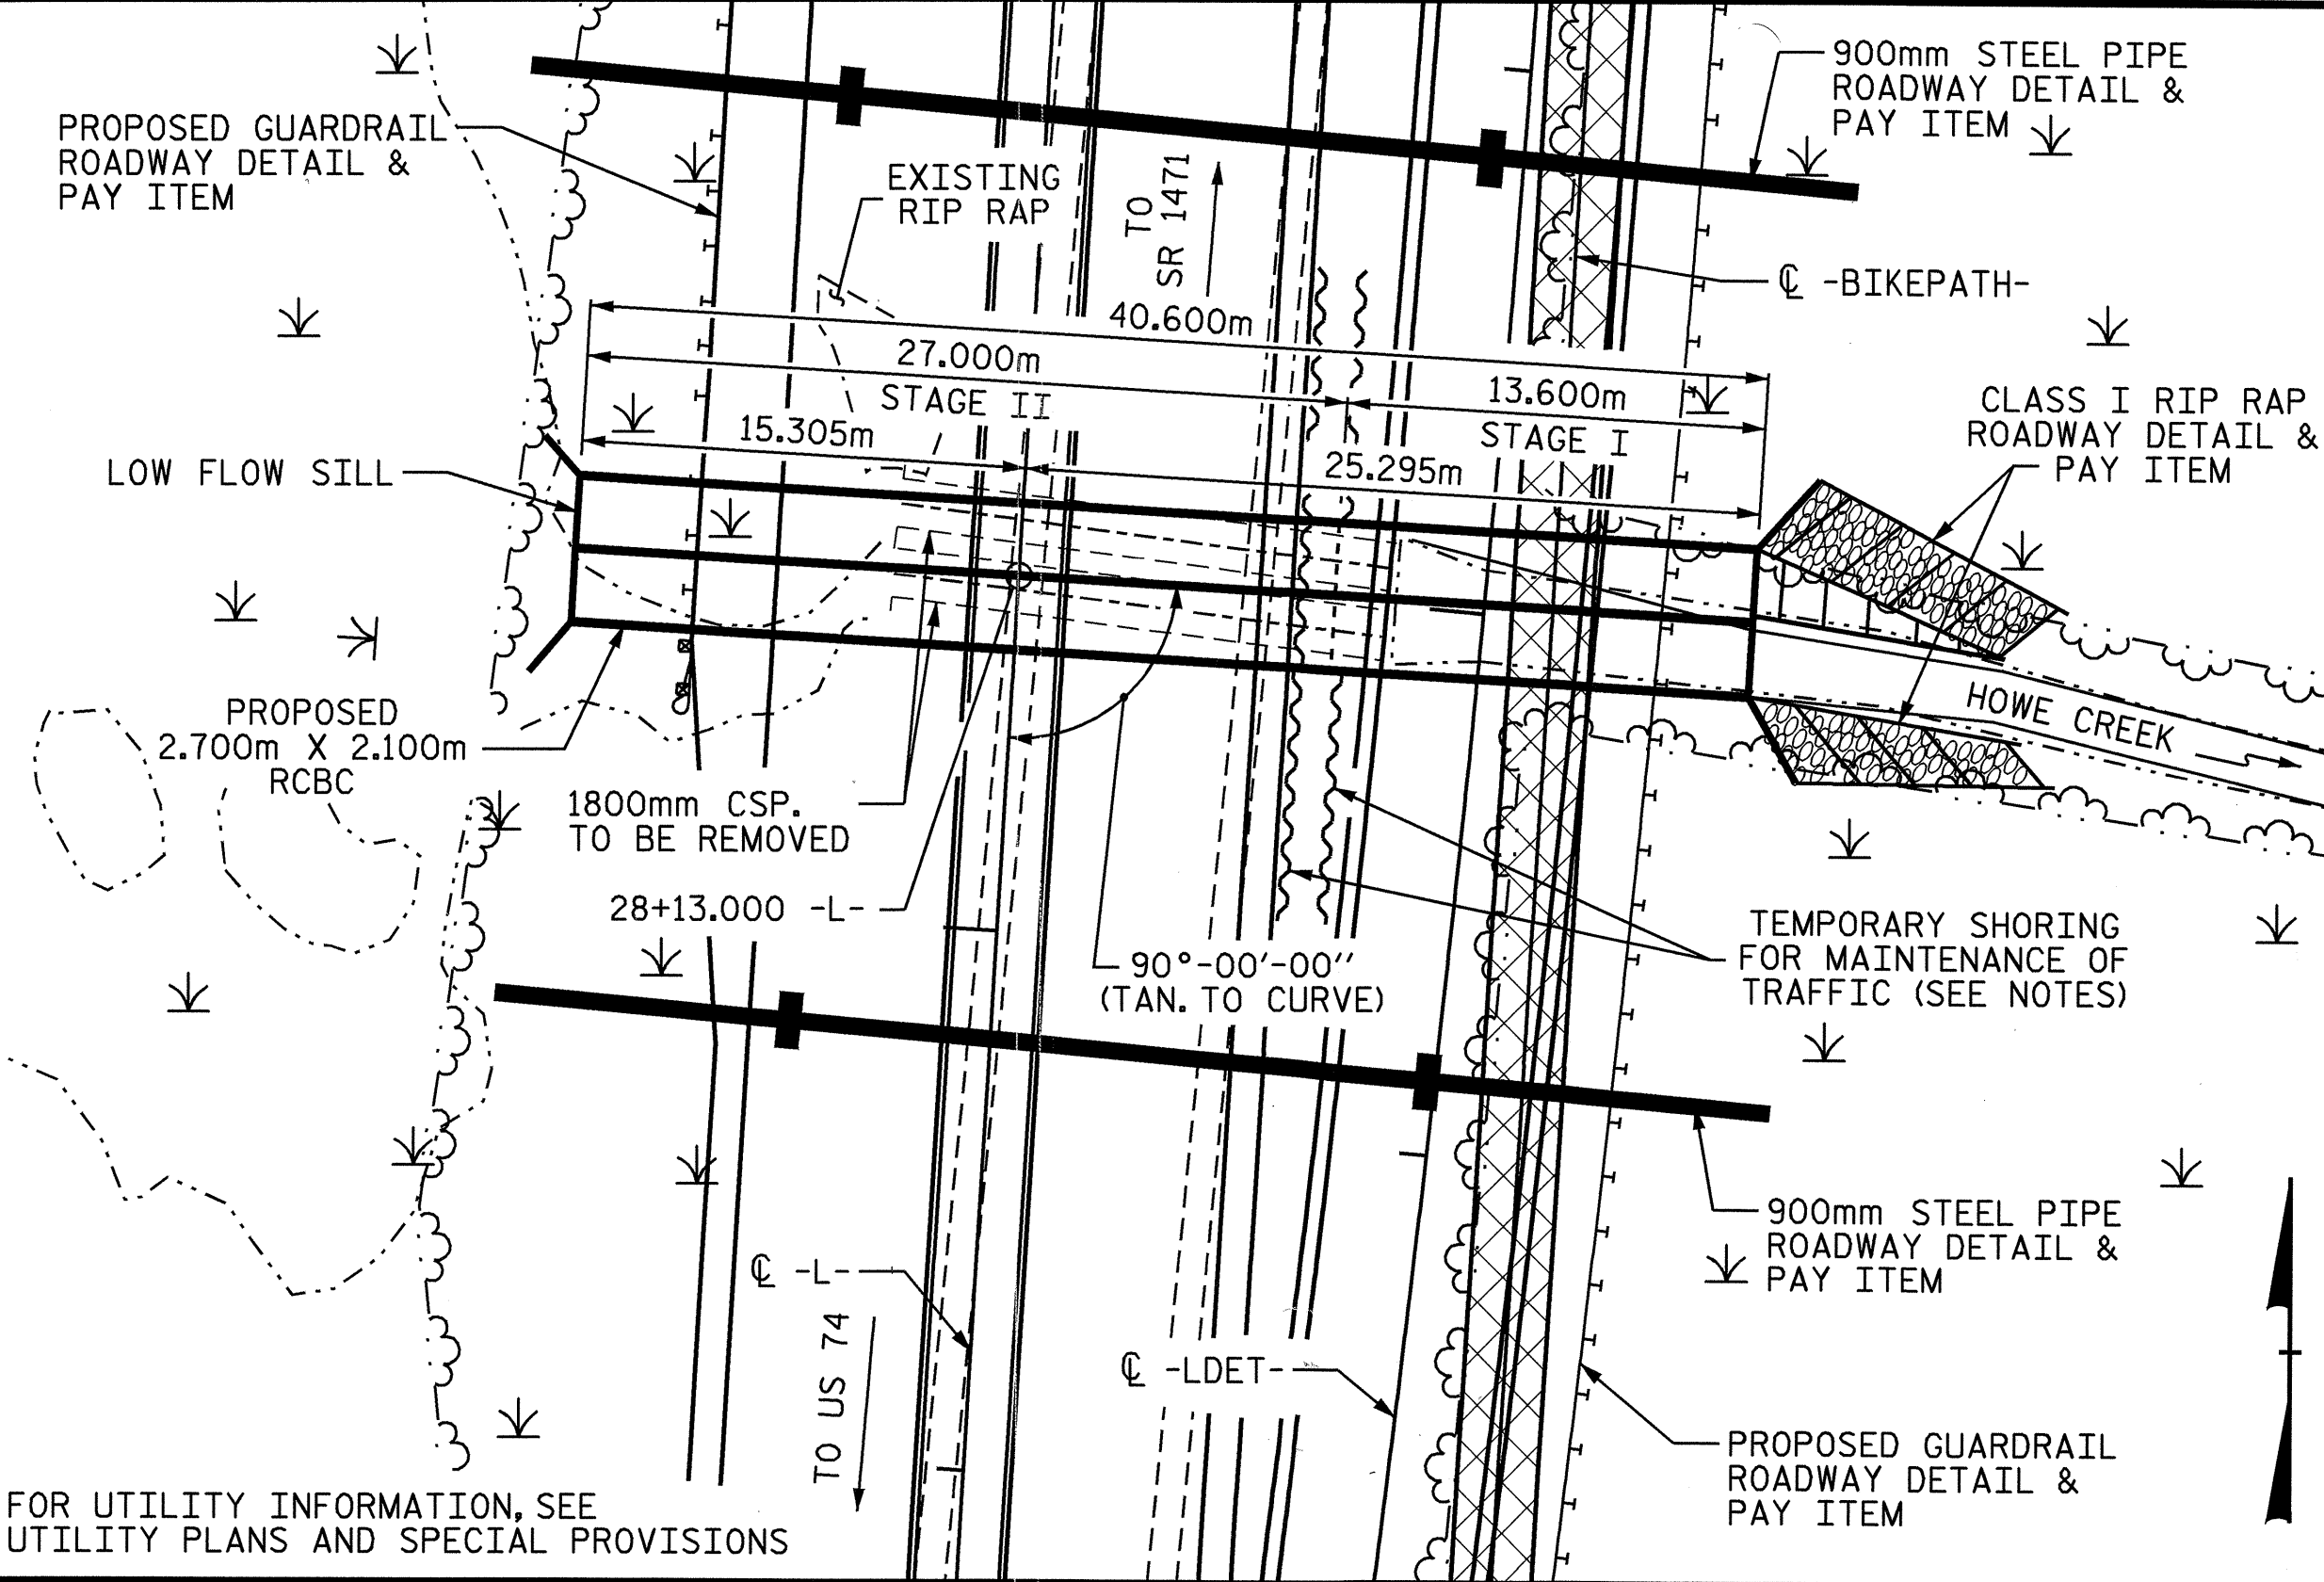 900mm STEEL PIPE
ROADWAY DETAIL &
PAY ITEM
PROPOSED GUARDRAIL
ROADWAY DETAIL &
PAY ITEM
EXISTING
RIP RAP
TO
SR 1471
℄ -BIKEPATH-
40.600m
27.000m
STAGE II
13.600m
STAGE I
15.305m
25.295m
CLASS I RIP RAP
ROADWAY DETAIL &
PAY ITEM
LOW FLOW SILL
HOWE CREEK
PROPOSED
2.700m X 2.100m
RCBC
1800mm CSP.
TO BE REMOVED
28+13.000 -L-
90°-00'-00''
(TAN. TO CURVE)
TEMPORARY SHORING
FOR MAINTENANCE OF
TRAFFIC (SEE NOTES)
900mm STEEL PIPE
ROADWAY DETAIL &
PAY ITEM
℄ -L-
TO US 74
℄ -LDET-
PROPOSED GUARDRAIL
ROADWAY DETAIL &
PAY ITEM
FOR UTILITY INFORMATION, SEE
UTILITY PLANS AND SPECIAL PROVISIONS